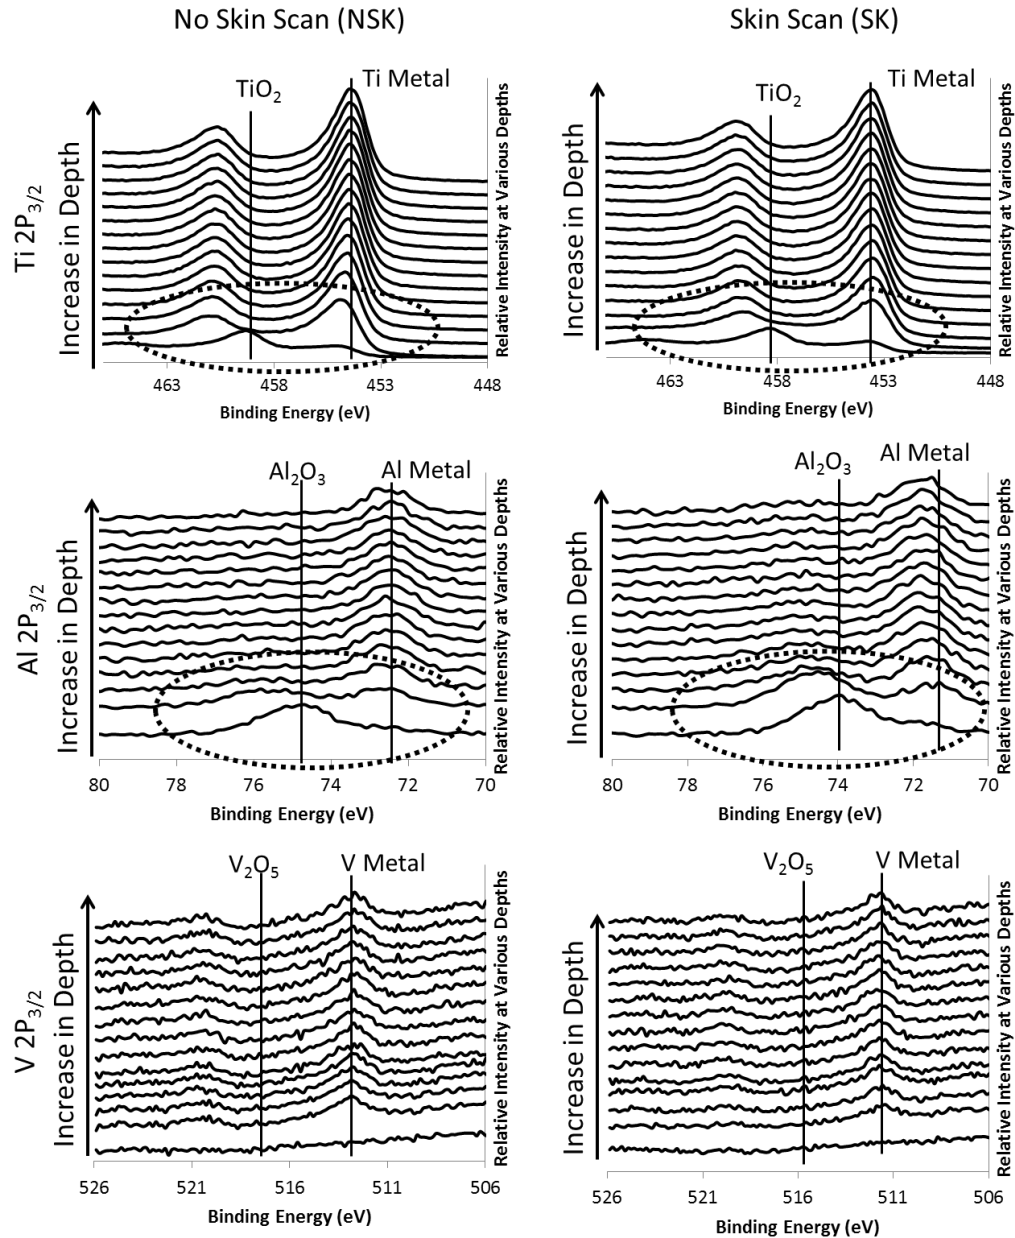 No Skin Scan (NSK)
Skin Scan (SK)
Ti 2P3/2
Increase in Depth
TiO2
Ti Metal
Relative Intensity at Various Depths
463 458 453 448
Binding Energy (eV)
Increase in Depth
TiO2
Ti Metal
Relative Intensity at Various Depths
463 458 453 448
Binding Energy (eV)
Al 2P3/2
Increase in Depth
Al2O3
Al Metal
Relative Intensity at Various Depths
80 78 76 74 72 70
Binding Energy (eV)
Increase in Depth
Al2O3
Al Metal
Relative Intensity at Various Depths
80 78 76 74 72 70
Binding Energy (eV)
V 2P3/2
Increase in Depth
V2O5
V Metal
Relative Intensity at Various Depths
526 521 516 511 506
Binding Energy (eV)
Increase in Depth
V2O5
V Metal
Relative Intensity at Various Depths
526 521 516 511 506
Binding Energy (eV)